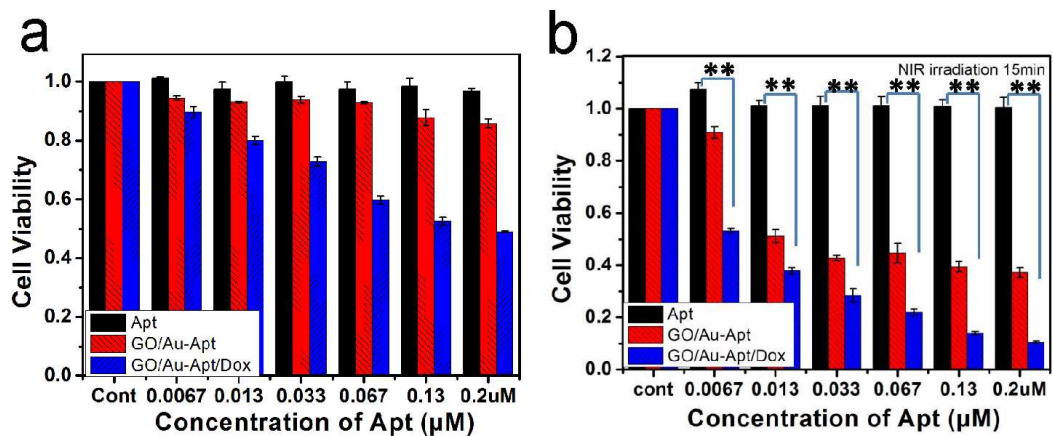 a
Cell Viability
1.0
0.8
0.6
0.4
0.2
0.0
Apt
GO/Au-Apt
GO/Au-Apt/Dox
Cont 0.0067 0.013 0.033 0.067 0.13 0.2uM
Concentration of Apt (µM)
b
NIR irradiation 15min
** ** ** ** ** **
Cell Viability
1.2
1.0
0.8
0.6
0.4
0.2
0.0
Apt
GO/Au-Apt
GO/Au-Apt/Dox
cont 0.0067 0.013 0.033 0.067 0.13 0.2uM
Concentration of Apt (µM)